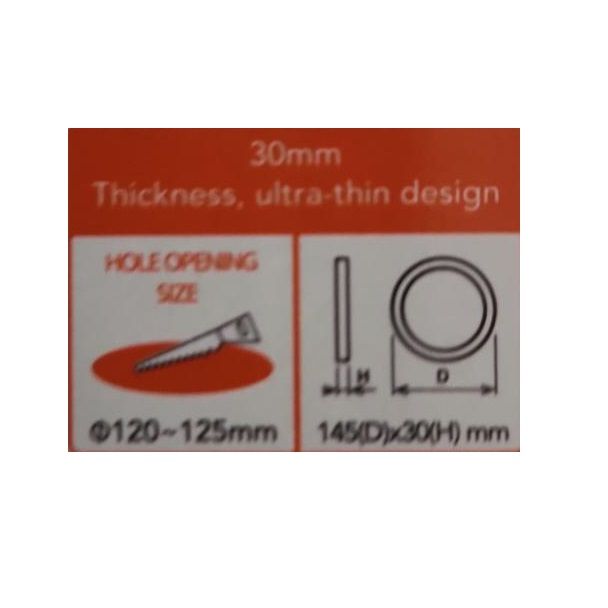 30mm
Thickness, ultra-thin design
HOLE OPENING
SIZE
Φ120~125mm
H
D
145(D)x30(H) mm